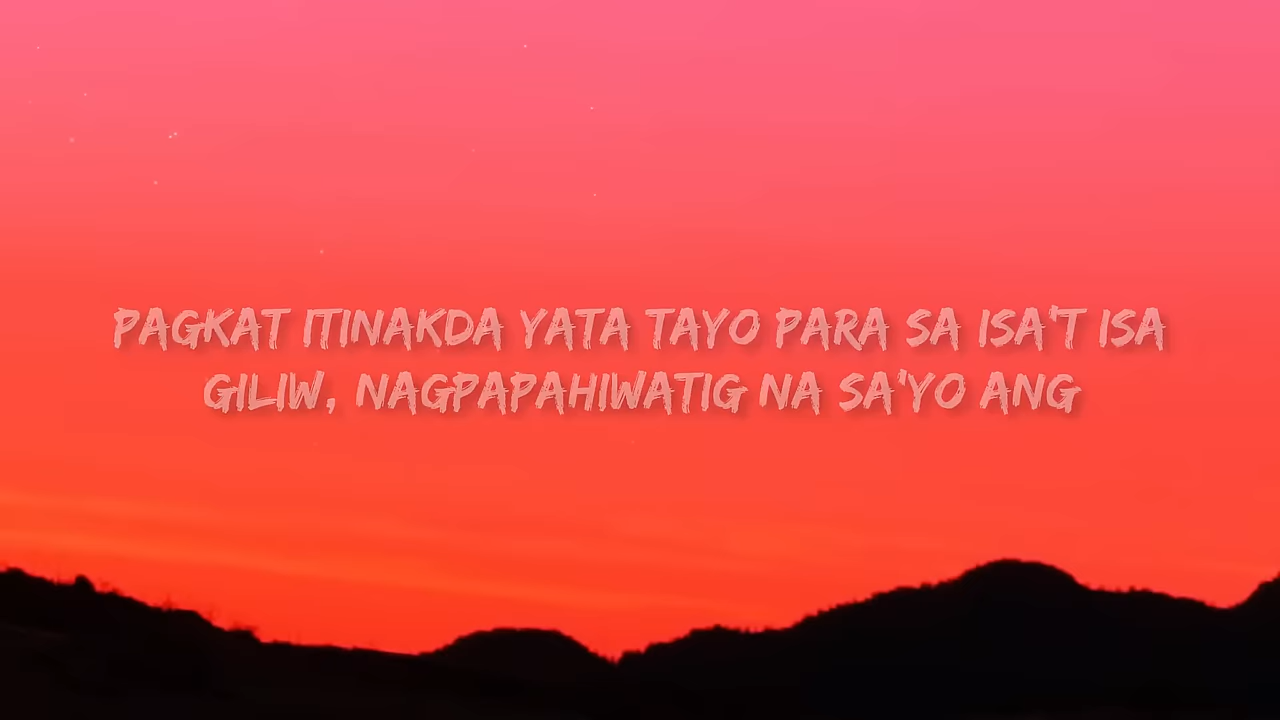 PAGKAT ITINAKDA YATA TAYO PARA SA ISA'T ISA
GILIW, NAGPAPAHIWATIG NA SA'YO ANG